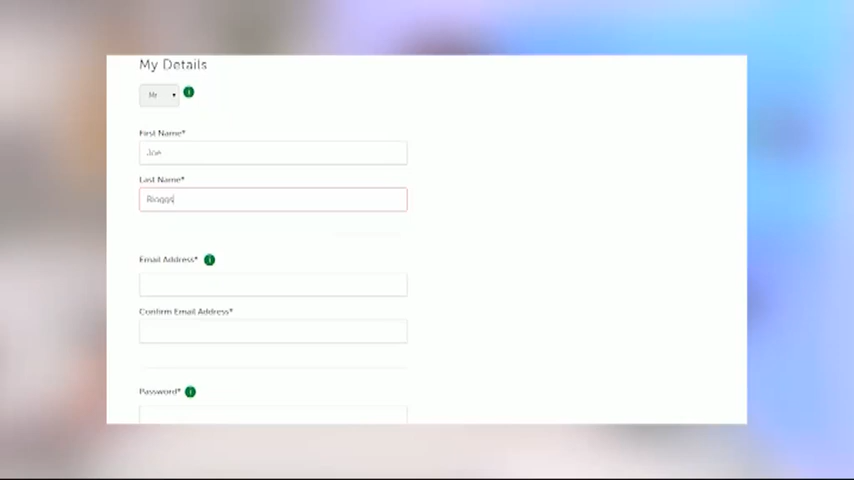 My Details
Mr
First Name*
Joe
Last Name*
Bloggs
Email Address*
Confirm Email Address*
Password*